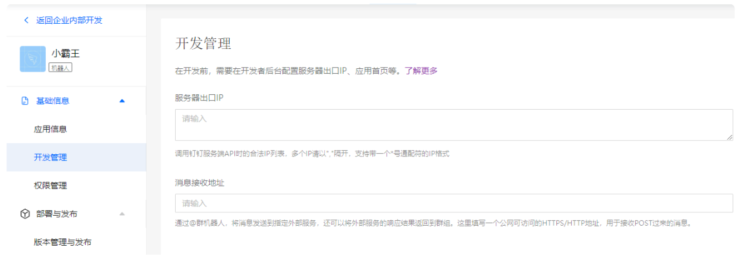 返回企业内部开发
小霸王
机器人
基础信息
应用信息
开发管理
权限管理
部署与发布
版本管理与发布
开发管理
在开发前，需要在开发者后台配置服务器出口IP、应用首页等。了解更多
服务器出口IP
请输入
调用钉钉服务端API时的合法IP列表，多个IP请以","隔开，支持带一个*号通配符的IP格式
消息接收地址
请输入
通过@群机器人，将消息发送到指定外部服务，还可以将外部服务的响应结果返回到群组。这里填写一个公网可访问的HTTPS/HTTP地址，用于接收POST过来的消息。